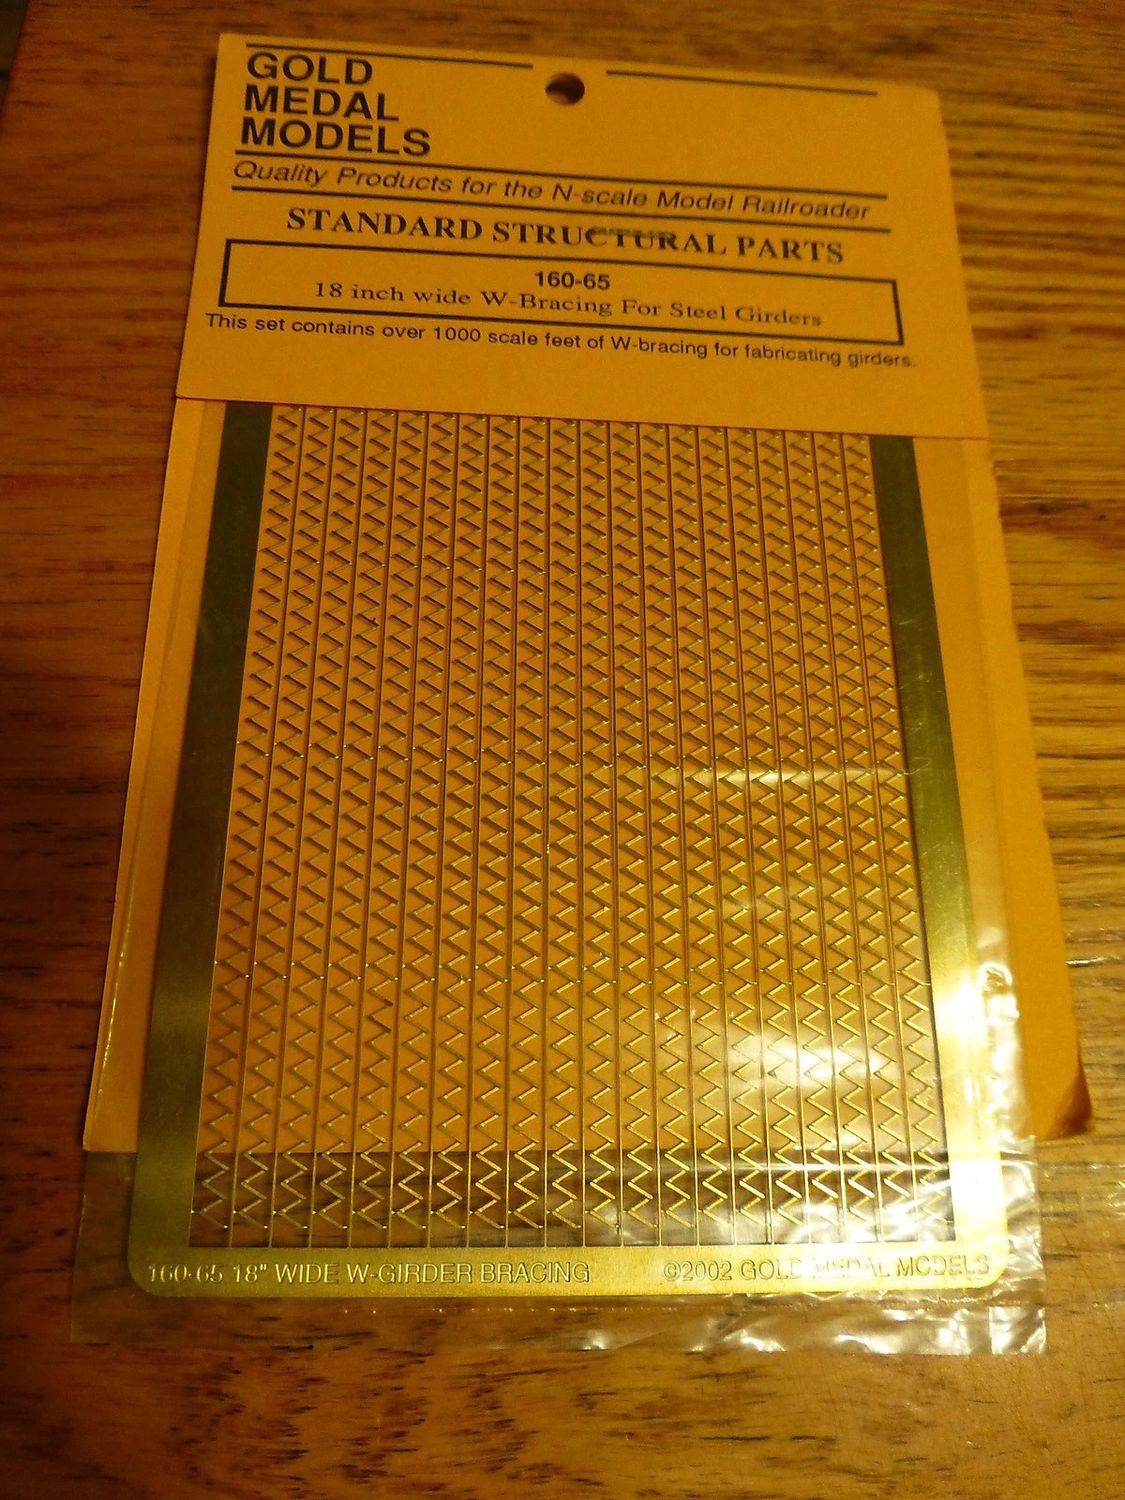 GOLD
MEDAL
MODELS
Quality Products for the N-scale Model Railroader
STANDARD STRUCTURAL PARTS
160-65
18 inch wide W-Bracing For Steel Girders
This set contains over 1000 scale feet of W-bracing for fabricating girders.
160-65 18" WIDE W-GIRDER BRACING ©2002 GOLD MEDAL MODELS